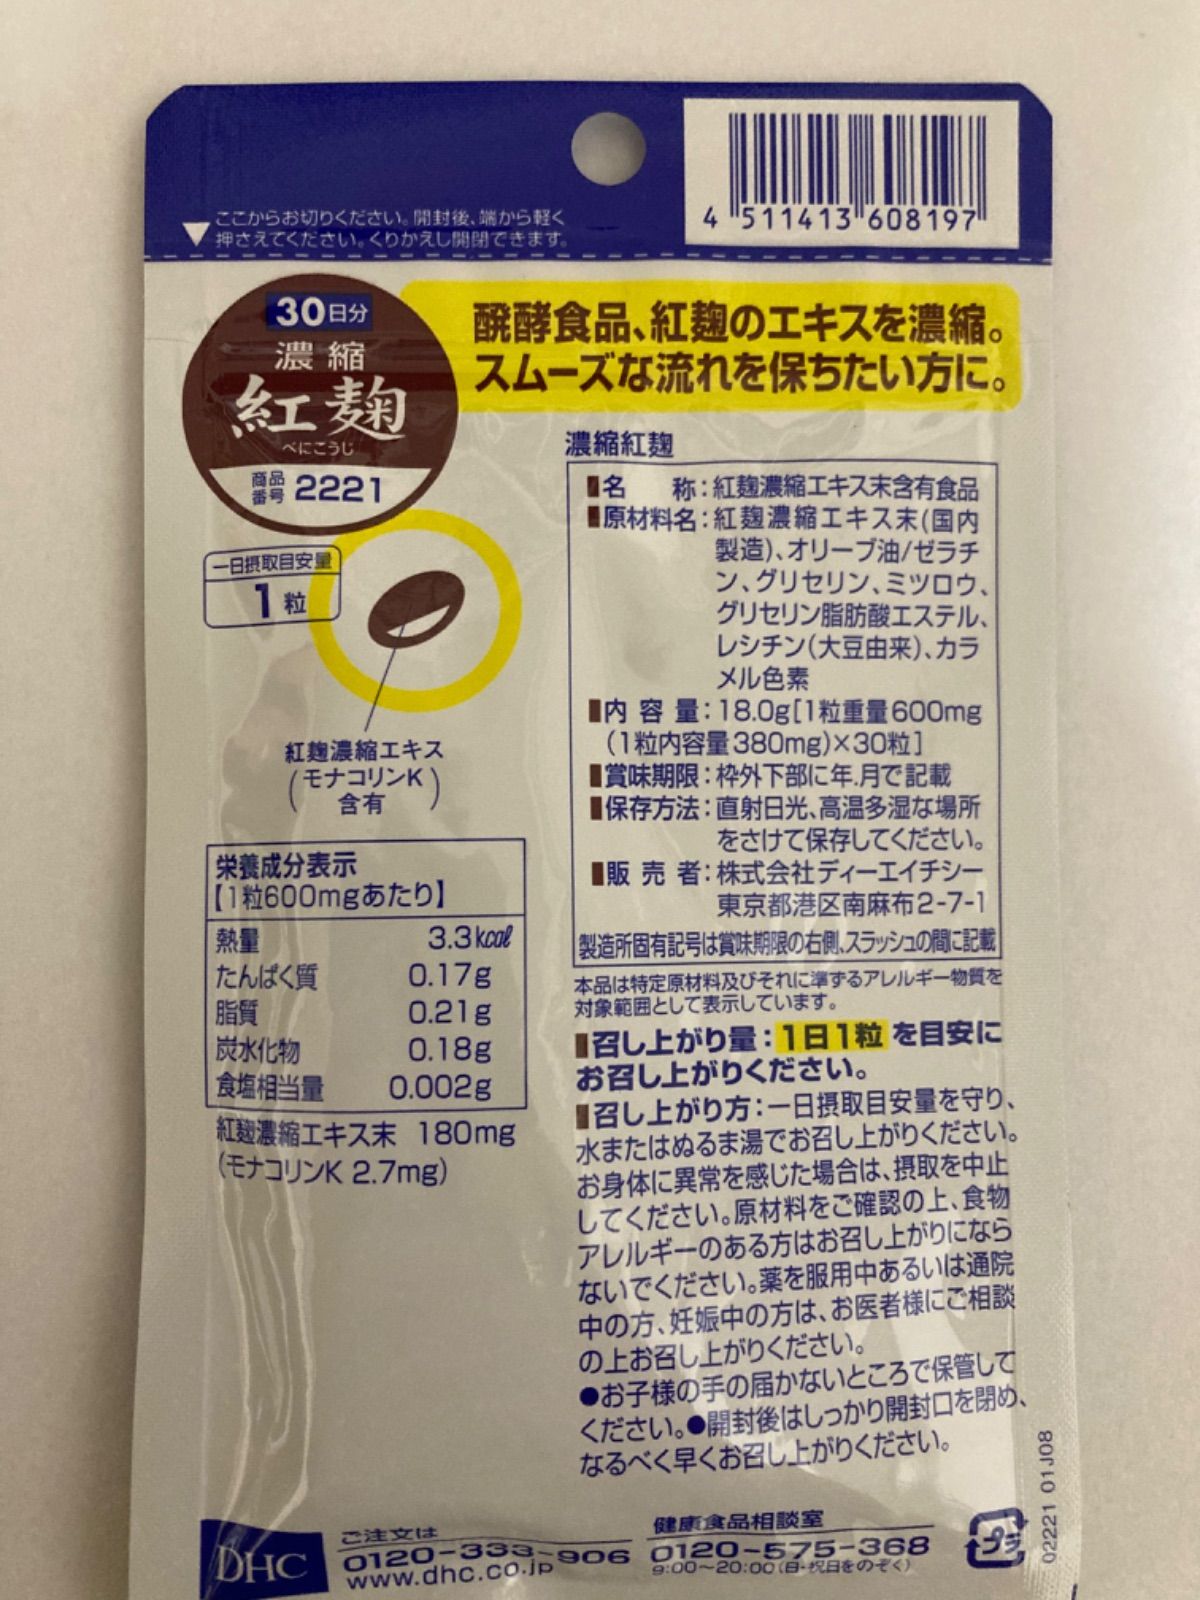 4 511413 608197
▼ここからお切りください。開封後、端から軽く
押さえてください。くりかえし開閉できます。
30日分
濃縮
紅麹
べにこうじ
商品番号 2221
醗酵食品、紅麹のエキスを濃縮。
スムーズな流れを保ちたい方に。
一日摂取目安量
1粒
紅麹濃縮エキス
(モナコリンK
含有)
栄養成分表示
【1粒600mgあたり】
熱量 3.3kcal
たんぱく質 0.17g
脂質 0.21g
炭水化物 0.18g
食塩相当量 0.002g
紅麹濃縮エキス末 180mg
(モナコリンK 2.7mg)
濃縮紅麹
■名 称:紅麹濃縮エキス末含有食品
■原材料名:紅麹濃縮エキス末(国内
製造)、オリーブ油/ゼラチ
ン、グリセリン、ミツロウ、
グリセリン脂肪酸エステル、
レシチン(大豆由来)、カラ
メル色素
■内容量:18.0g[1粒重量600mg
(1粒内容量380mg)×30粒]
■賞味期限:枠外下部に年.月で記載
■保存方法:直射日光、高温多湿な場所
をさけて保存してください。
■販売者:株式会社ディーエイチシー
東京都港区南麻布2-7-1
製造所固有記号は賞味期限の右側、スラッシュの間に記載
本品は特定原材料及びそれに準ずるアレルギー物質を
対象範囲として表示しています。
■召し上がり量:1日1粒を目安に
お召し上がりください。
■召し上がり方:一日摂取目安量を守り、
水またはぬるま湯でお召し上がりください。
お身体に異常を感じた場合は、摂取を中止
してください。原材料をご確認の上、食物
アレルギーのある方はお召し上がりになら
ないでください。薬を服用中あるいは通院
中の方、妊娠中の方は、お医者様にご相談
の上お召し上がりください。
●お子様の手の届かないところで保管して
ください。●開封後はしっかり開封口を閉め、
なるべく早くお召し上がりください。
02221 01J08
DHC
ご注文は
0120-333-906
www.dhc.co.jp
健康食品相談室
0120-575-368
9:00〜20:00(日・祝日をのぞく)
プラ